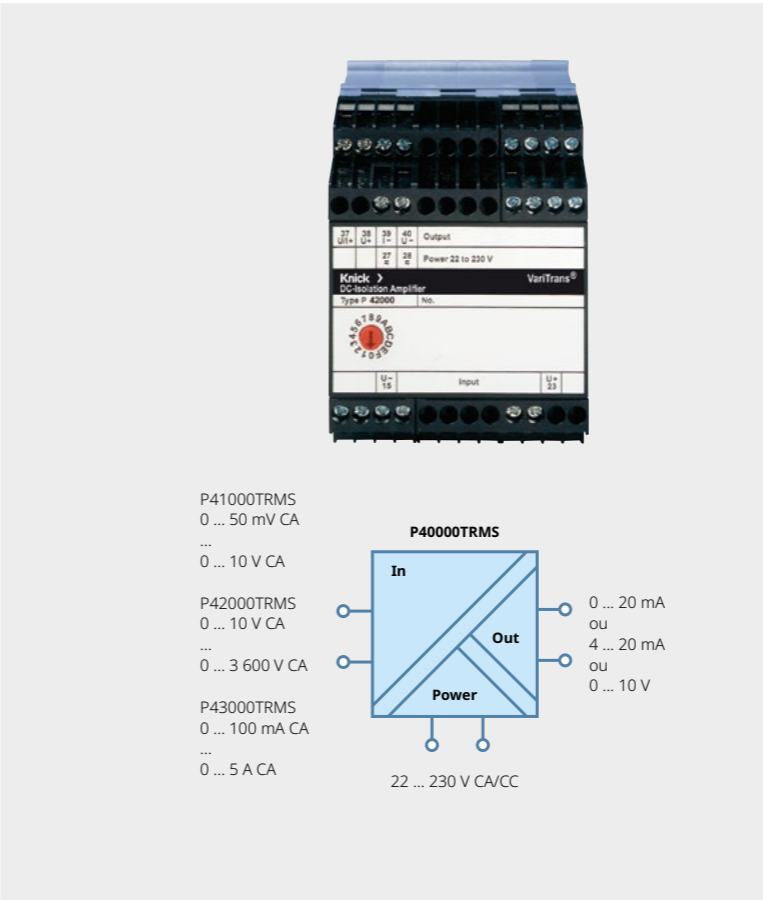 37 38 39 40 Output
U/I+ U+ I− U−
27 28 Power 22 to 230 V
≂ ≂
Knick > VariTrans®
DC-Isolation Amplifier
Type P 42000 No.
0123456789ABCDEF
U− Input U+
15 23
P41000TRMS
0 ... 50 mV CA
...
0 ... 10 V CA
P42000TRMS
0 ... 10 V CA
...
0 ... 3 600 V CA
P43000TRMS
0 ... 100 mA CA
...
0 ... 5 A CA
P40000TRMS
In
Out
Power
0 ... 20 mA
ou
4 ... 20 mA
ou
0 ... 10 V
22 ... 230 V CA/CC